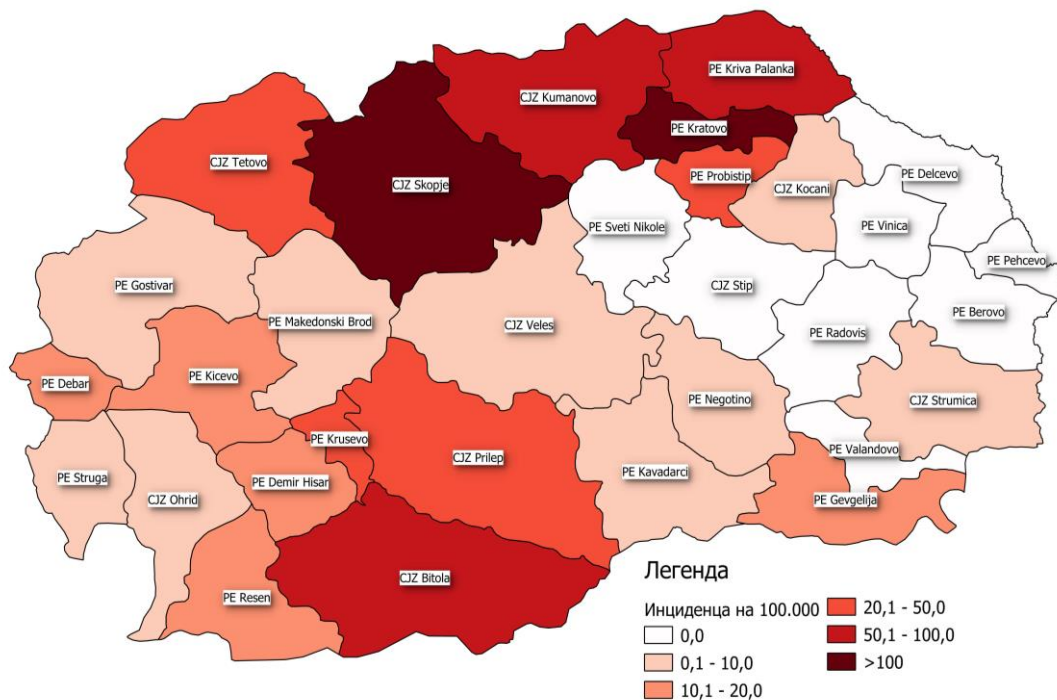 PE Kriva Palanka
CJZ Kumanovo
PE Kratovo
CJZ Tetovo
CJZ Skopje
PE Probistip
CJZ Kocani
PE Delcevo
PE Sveti Nikole
PE Vinica
PE Pehcevo
PE Gostivar
CJZ Stip
PE Berovo
PE Makedonski Brod
CJZ Veles
PE Radovis
PE Debar
PE Kicevo
PE Negotino
CJZ Strumica
PE Krusevo
PE Valandovo
CJZ Prilep
PE Struga
CJZ Ohrid
PE Demir Hisar
PE Kavadarci
PE Gevgelija
CJZ Bitola
PE Resen
Легенда
Инциденца на 100.000
0,0
0,1 - 10,0
10,1 - 20,0
20,1 - 50,0
50,1 - 100,0
>100